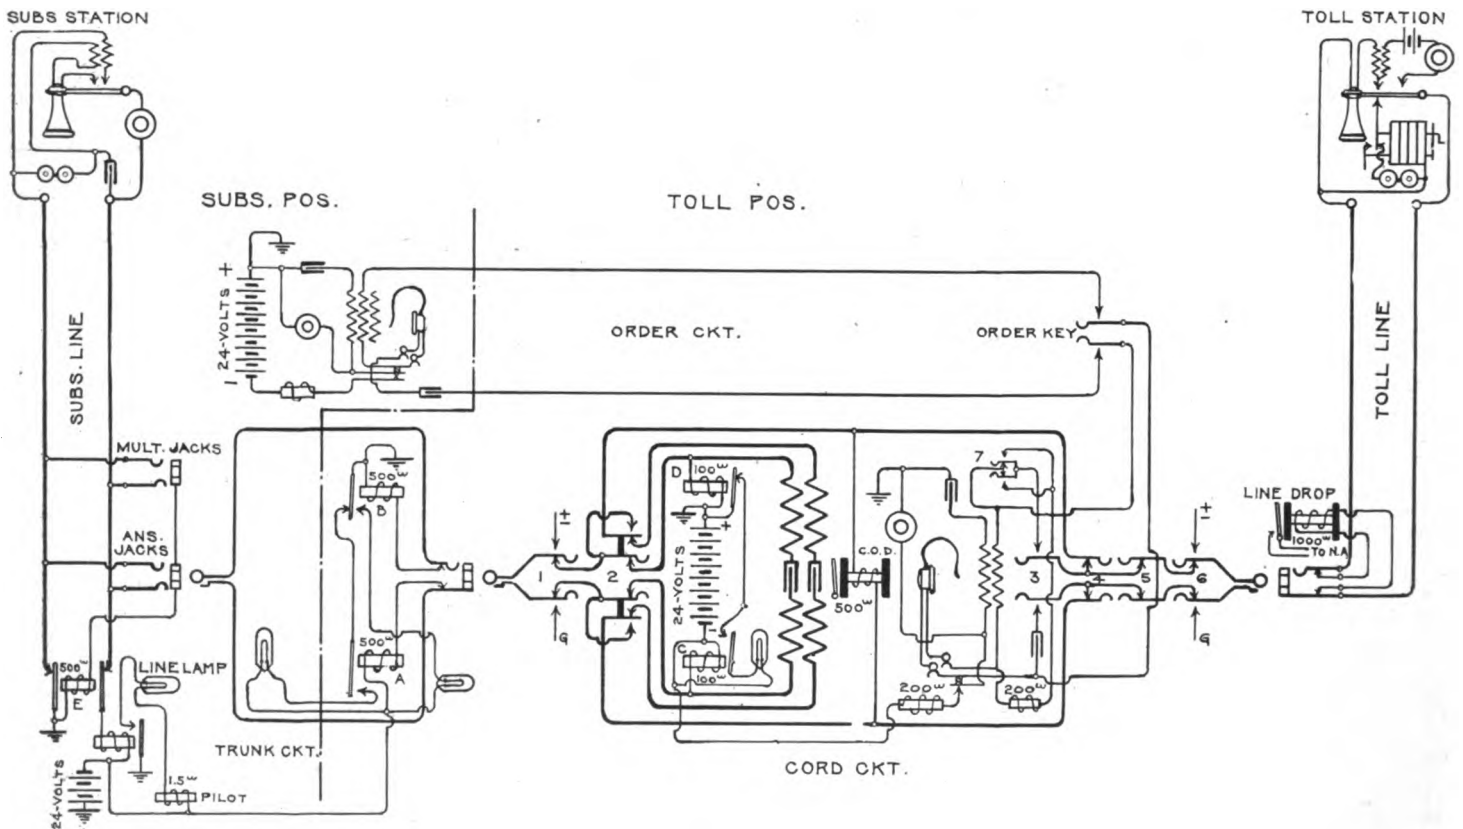 SUBS STATION
TOLL STATION
SUBS. POS.
TOLL POS.
+
24-VOLTS
ORDER CKT.
ORDER KEY
SUBS. LINE
TOLL LINE
MULT. JACKS
ANS.
JACKS
500ω
B
D
100ω
+
24-VOLTS
-
C
100ω
C.O.D.
500ω
7
LINE DROP
1000ω
TO N.A.
±
G
1
2
3
4
5
6
±
G
500ω
A
500ω
E
LINE LAMP
200ω
200ω
TRUNK CKT.
CORD CKT.
24-VOLTS
1.5ω
PILOT